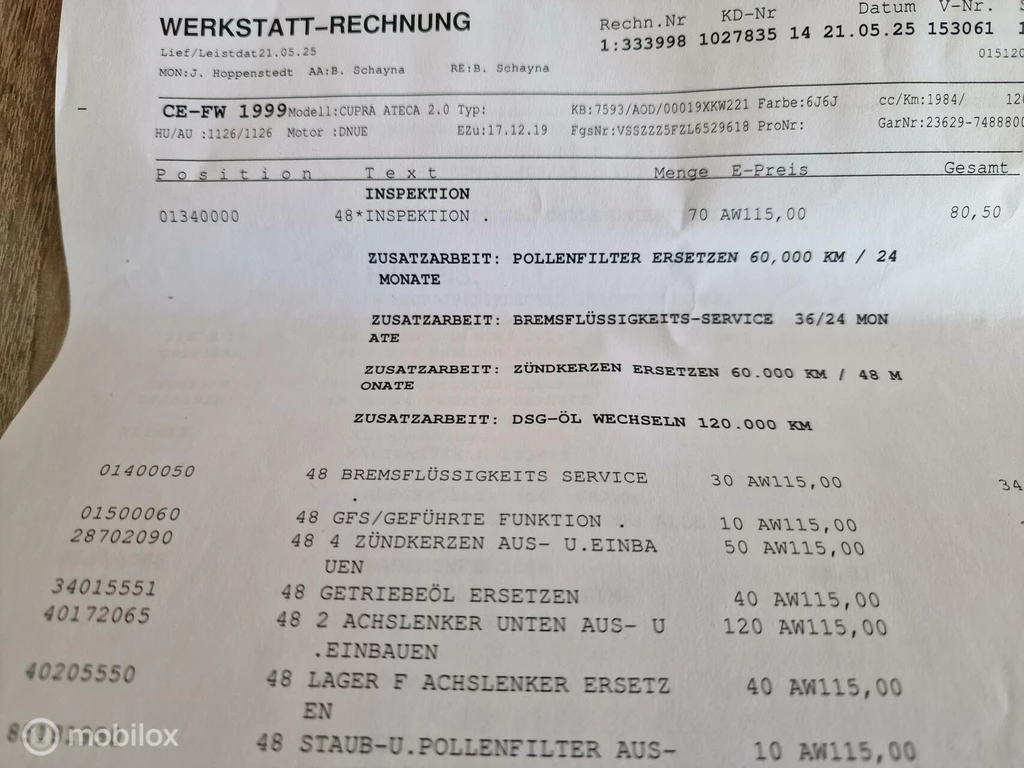 WERKSTATT-RECHNUNG
Rechn.Nr KD-Nr Datum V-Nr.
1:333998 1027835 14 21.05.25 153061
Lief/Leistdat21.05.25
MON:J. Hoppenstedt AA:B. Schayna RE:B. Schayna
CE-FW 1999 Modell:CUPRA ATECA 2.0 Typ: KB:7593/AOD/00019XKW221 Farbe:6J6J cc/Km:1984/
HU/AU :1126/1126 Motor :DNUE EZu:17.12.19 FgsNr:VSSZZZ5FZL6529618 ProNr: GarNr:23629-7488800
Position Text Menge E-Preis Gesamt
INSPEKTION
01340000 48*INSPEKTION . 70 AW115,00 80,50
ZUSATZARBEIT: POLLENFILTER ERSETZEN 60,000 KM / 24
MONATE
ZUSATZARBEIT: BREMSFLÜSSIGKEITS-SERVICE 36/24 MON
ATE
ZUSATZARBEIT: ZÜNDKERZEN ERSETZEN 60.000 KM / 48 M
ONATE
ZUSATZARBEIT: DSG-ÖL WECHSELN 120.000 KM
01400050 48 BREMSFLÜSSIGKEITS SERVICE 30 AW115,00 34
.
01500060 48 GFS/GEFÜHRTE FUNKTION . 10 AW115,00
28702090 48 4 ZÜNDKERZEN AUS- U.EINBA 50 AW115,00
UEN
34015551 48 GETRIEBEÖL ERSETZEN 40 AW115,00
40172065 48 2 ACHSLENKER UNTEN AUS- U 120 AW115,00
.EINBAUEN
40205550 48 LAGER F ACHSLENKER ERSETZ 40 AW115,00
EN
48 STAUB-U.POLLENFILTER AUS- 10 AW115,00
mobilox